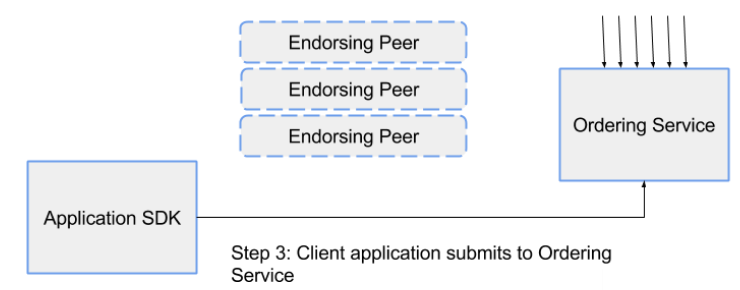 Endorsing Peer
Endorsing Peer
Endorsing Peer
Ordering Service
Application SDK
Step 3: Client application submits to Ordering
Service